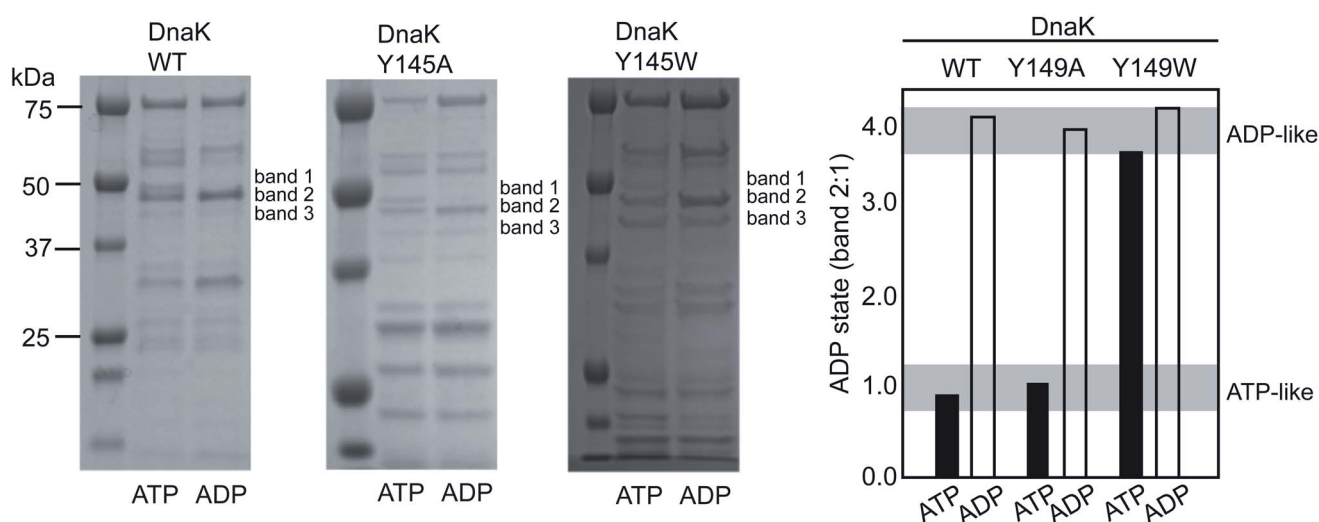 DnaK
WT
kDa
75
50
37
25
band 1
band 2
band 3
ATP ADP
DnaK
Y145A
band 1
band 2
band 3
ATP ADP
DnaK
Y145W
band 1
band 2
band 3
ATP ADP
DnaK
WT Y149A Y149W
ADP state (band 2:1)
4.0
3.0
2.0
1.0
0.0
ADP-like
ATP-like
ATP ADP ATP ADP ATP ADP